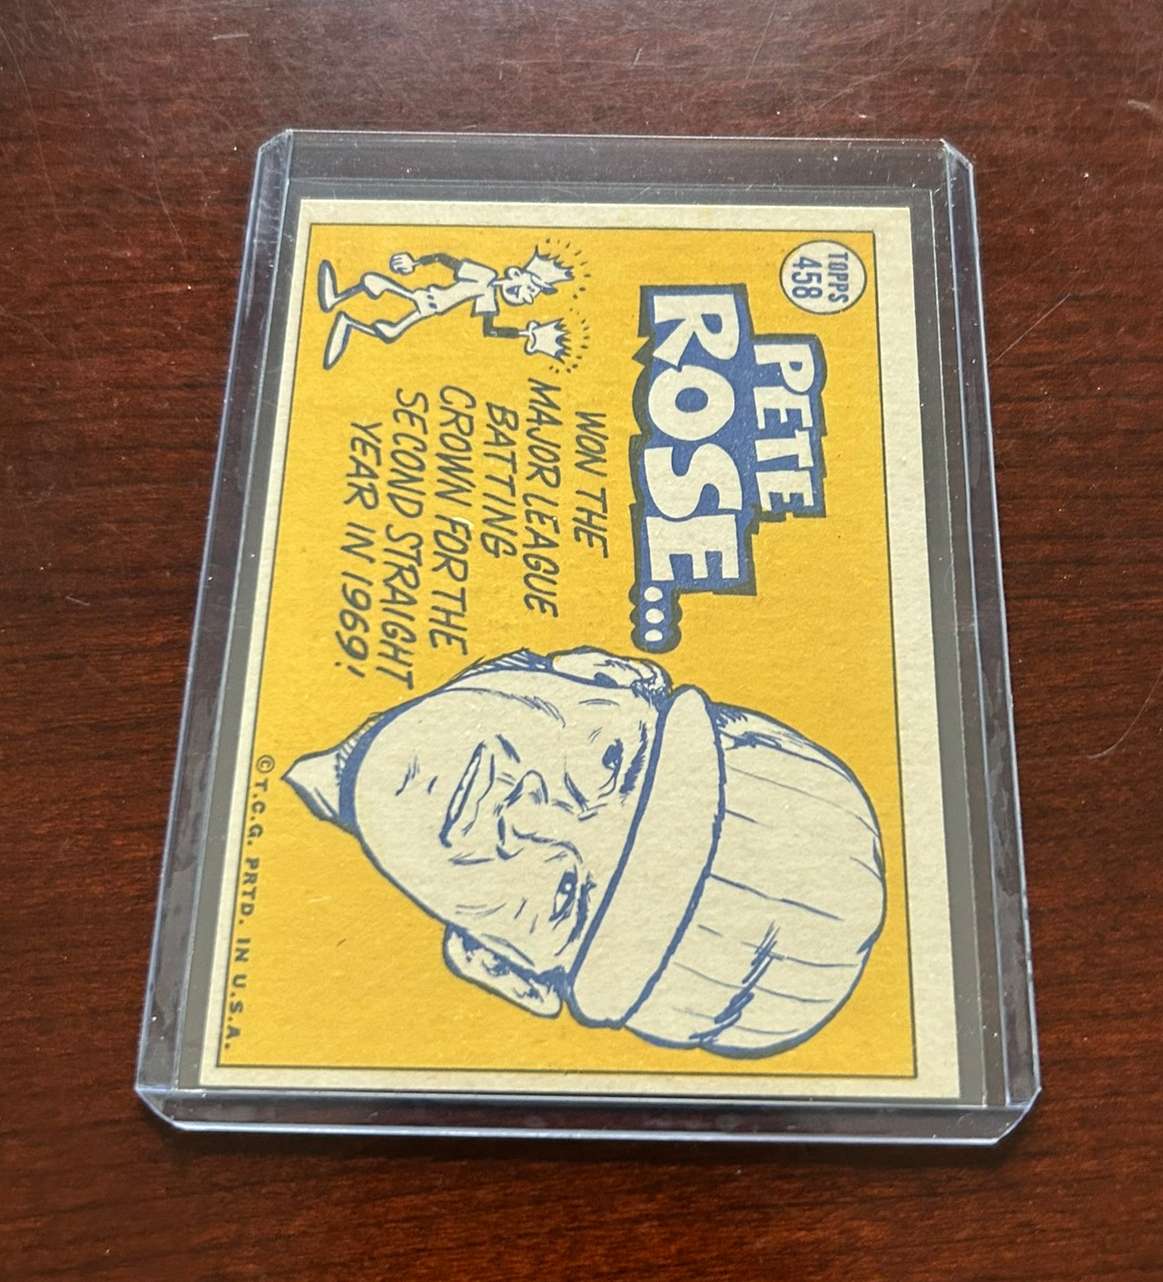 TOPPS
458
PETE
ROSE...
WON THE
MAJOR LEAGUE
BATTING
CROWN FOR THE
SECOND STRAIGHT
YEAR IN 1969!
©T.C.G. PRTD. IN U.S.A.